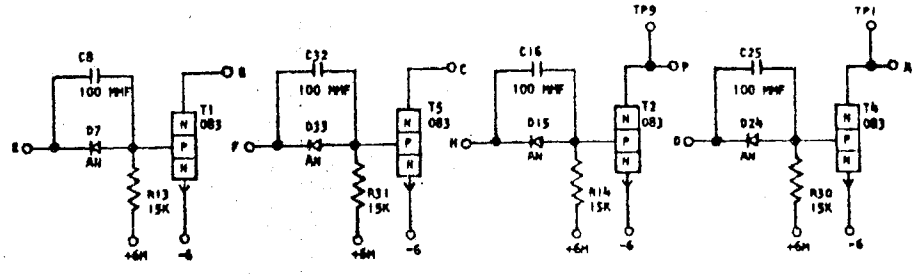 TP9
TP1
C8
100 MMF
B
T1
083
N
P
N
D7
AN
R13
15K
+6M
-6
C32
100 MMF
C
T5
083
N
P
N
F
D33
AN
R31
15K
+6M
-6
C16
100 MMF
P
083
N
P
N
H
D15
AN
R14
15K
+6M
-6
C25
100 MMF
A
T4
083
N
P
N
D
D24
AN
R30
15K
+6M
-6